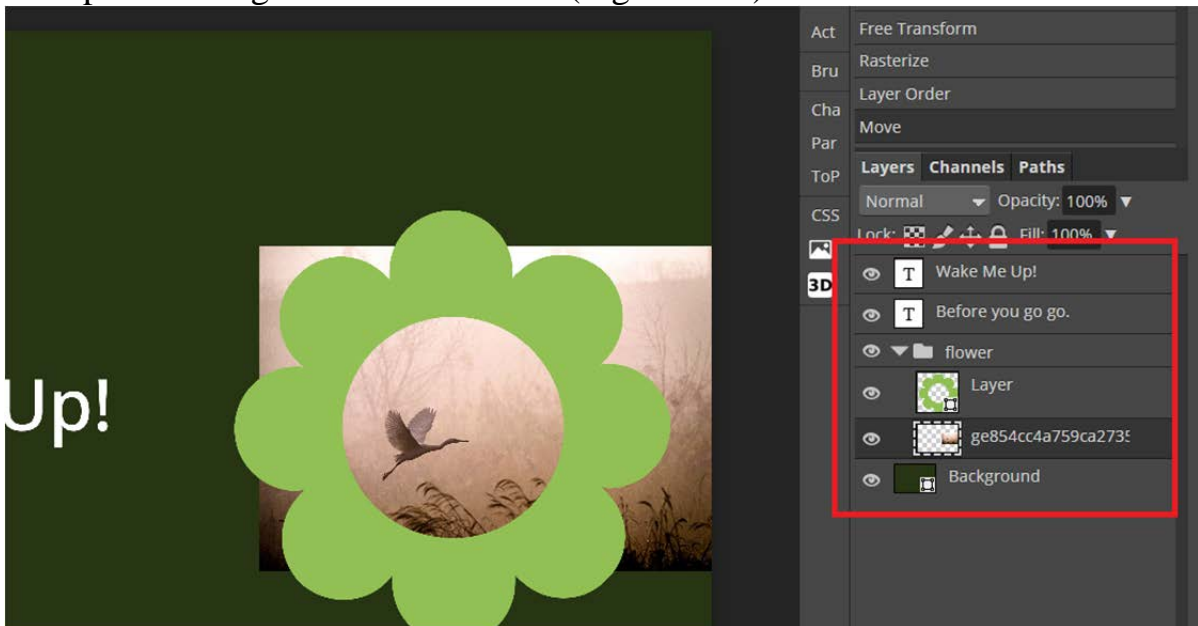 Act
Bru
Cha
Par
ToP
CSS
3D
Free Transform
Rasterize
Layer Order
Move
Layers Channels Paths
Normal Opacity: 100%
Lock: Fill: 100%
T Wake Me Up!
T Before you go go.
flower
Layer
ge854cc4a759ca2735
Background
Up!